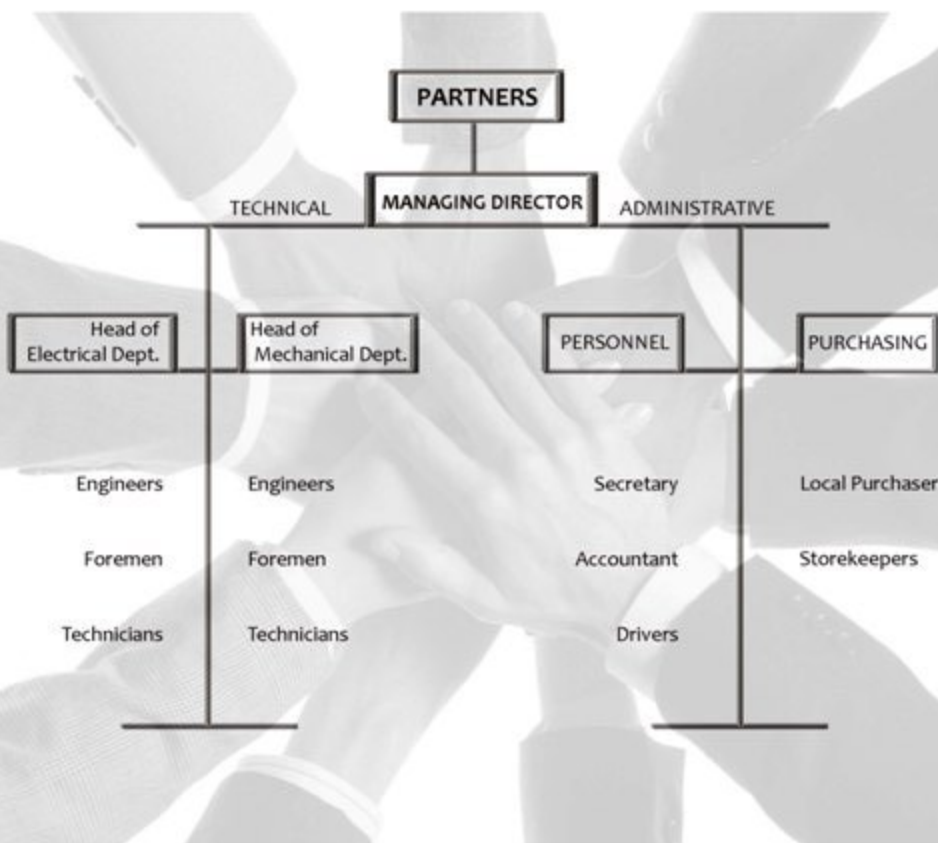 PARTNERS
MANAGING DIRECTOR
TECHNICAL
ADMINISTRATIVE
Head of
Electrical Dept.
Head of
Mechanical Dept.
PERSONNEL
PURCHASING
Engineers
Foremen
Technicians
Engineers
Foremen
Technicians
Secretary
Accountant
Drivers
Local Purchaser
Storekeepers